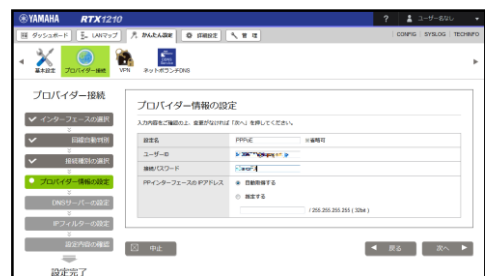 YAMAHA RTX1210
? ユーザー名なし
ダッシュボード LANマップ かんたん設定 詳細設定 管理 CONFIG SYSLOG TECHINFO
基本設定 プロバイダー接続 VPN ネットボランチDNS
プロバイダー接続
インターフェースの選択
回線自動判別
接続種別の選択
プロバイダー情報の設定
DNSサーバーの設定
IPフィルターの設定
設定内容の確認
設定完了
プロバイダー情報の設定
入力内容をご確認の上、変更がなければ「次へ」を押してください。
設定名 PPPoE ※省略可
ユーザーID
接続パスワード
PPインターフェースのIPアドレス 自動取得する
指定する
/ 255.255.255.255 ( 32bit )
中止 戻る 次へ